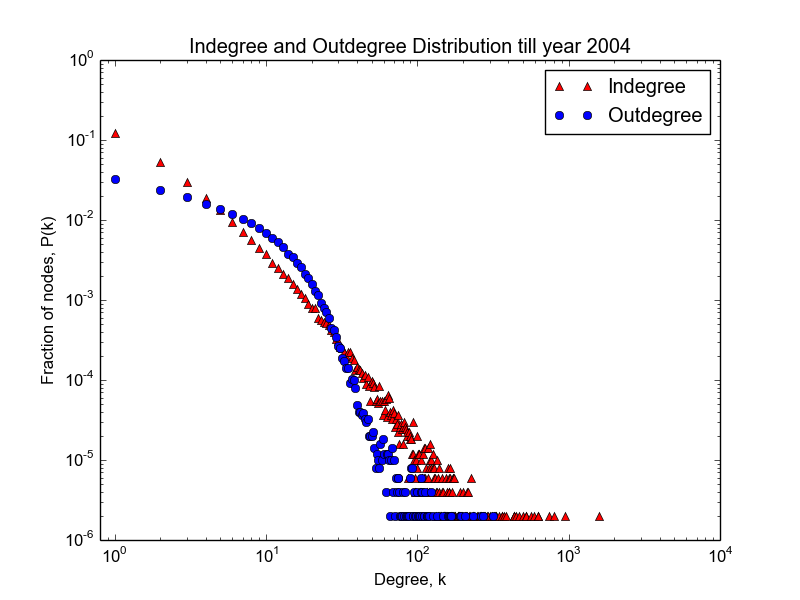 Indegree and Outdegree Distribution till year 2004
Indegree
Outdegree
Fraction of nodes, P(k)
10^0
10^-1
10^-2
10^-3
10^-4
10^-5
10^-6
10^0 10^1 10^2 10^3 10^4
Degree, k